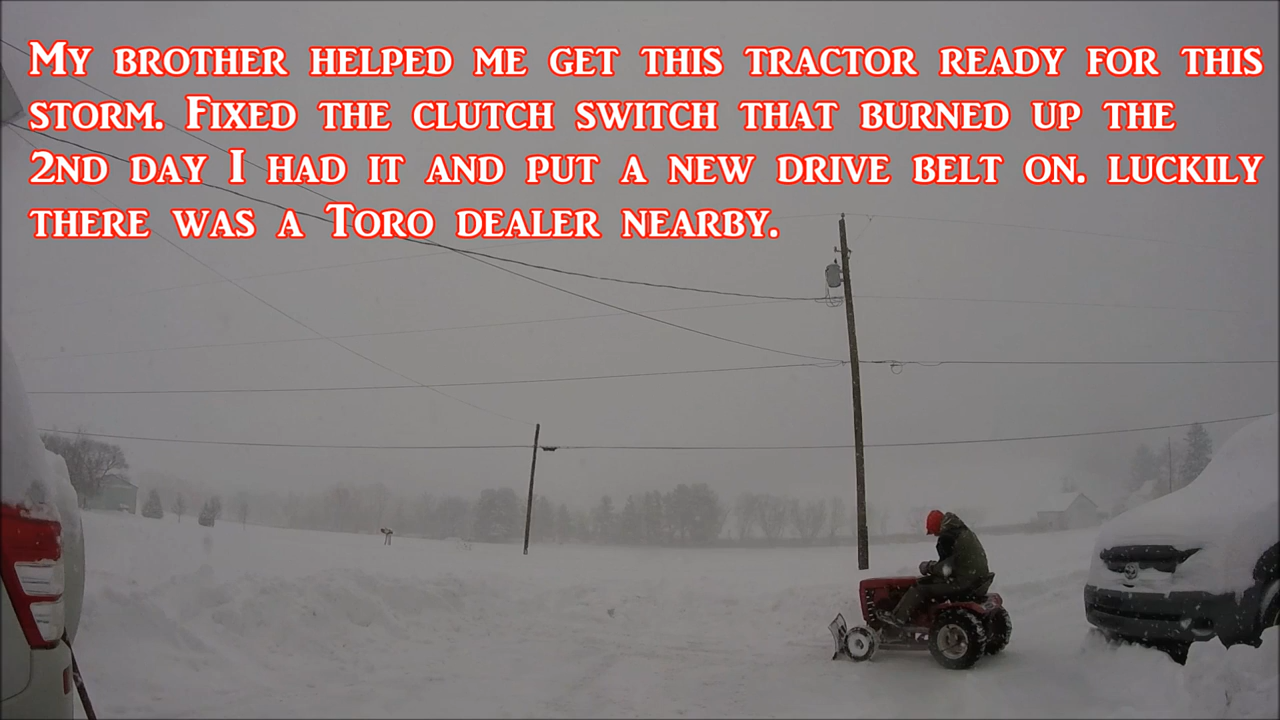 My brother helped me get this tractor ready for this
storm. Fixed the clutch switch that burned up the
2nd day I had it and put a new drive belt on. luckily
there was a Toro dealer nearby.